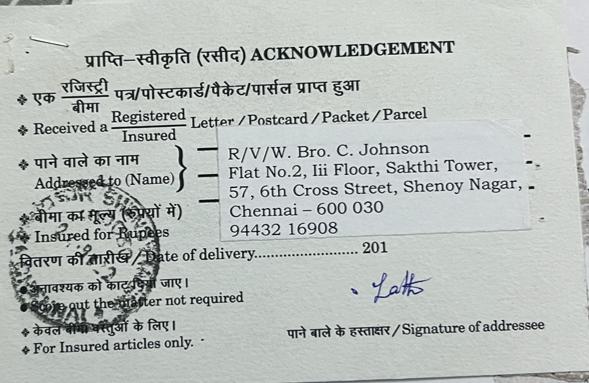 प्राप्ति–स्वीकृति (रसीद) ACKNOWLEDGEMENT
❖ एक रजिस्ट्री/बीमा पत्र/पोस्टकार्ड/पैकेट/पार्सल प्राप्त हुआ
❖ Received a Registered/Insured Letter / Postcard / Packet / Parcel
❖ पाने वाले का नाम
Addressed to (Name)
R/V/W. Bro. C. Johnson
Flat No.2, Iii Floor, Sakthi Tower,
57, 6th Cross Street, Shenoy Nagar,
Chennai – 600 030
94432 16908
❖ बीमा का मूल्य (रुपयों में)
❖ Insured for Rupees
वितरण की तारीख / Date of delivery......................... 201
❖ अनावश्यक को काट दिया जाए।
❖ Score out the matter not required
❖ केवल बीमा वस्तुओं के लिए।
❖ For Insured articles only.
पाने बाले के हस्ताक्षर / Signature of addressee